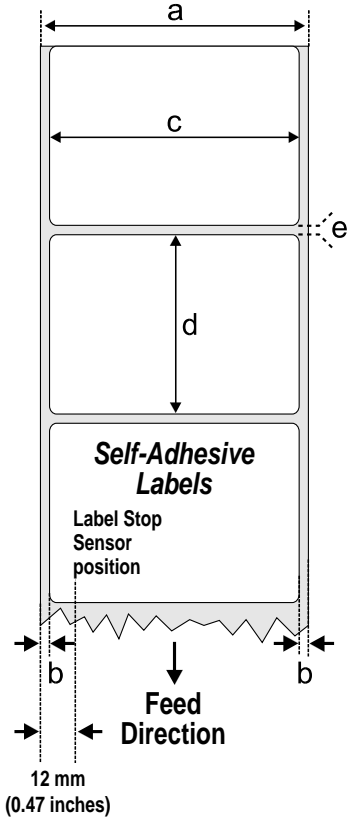 a
c
e
d
Self-Adhesive
Labels
Label Stop
Sensor
position
b
b
Feed
Direction
12 mm
(0.47 inches)